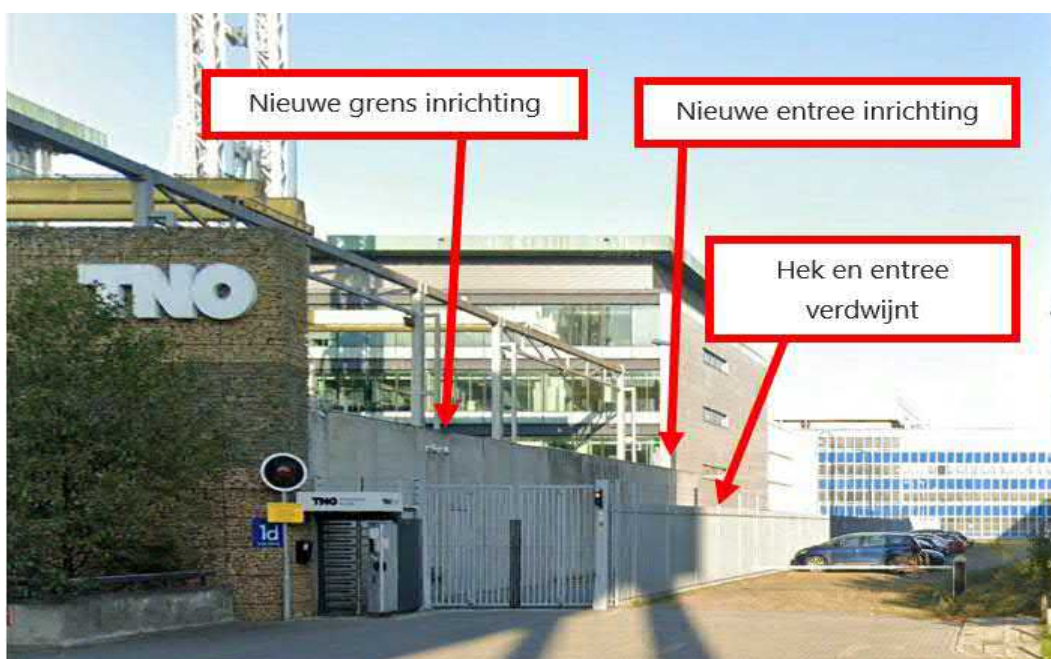 Nieuwe grens inrichting
Nieuwe entree inrichting
Hek en entree
verdwijnt
TNO
TNO
1d